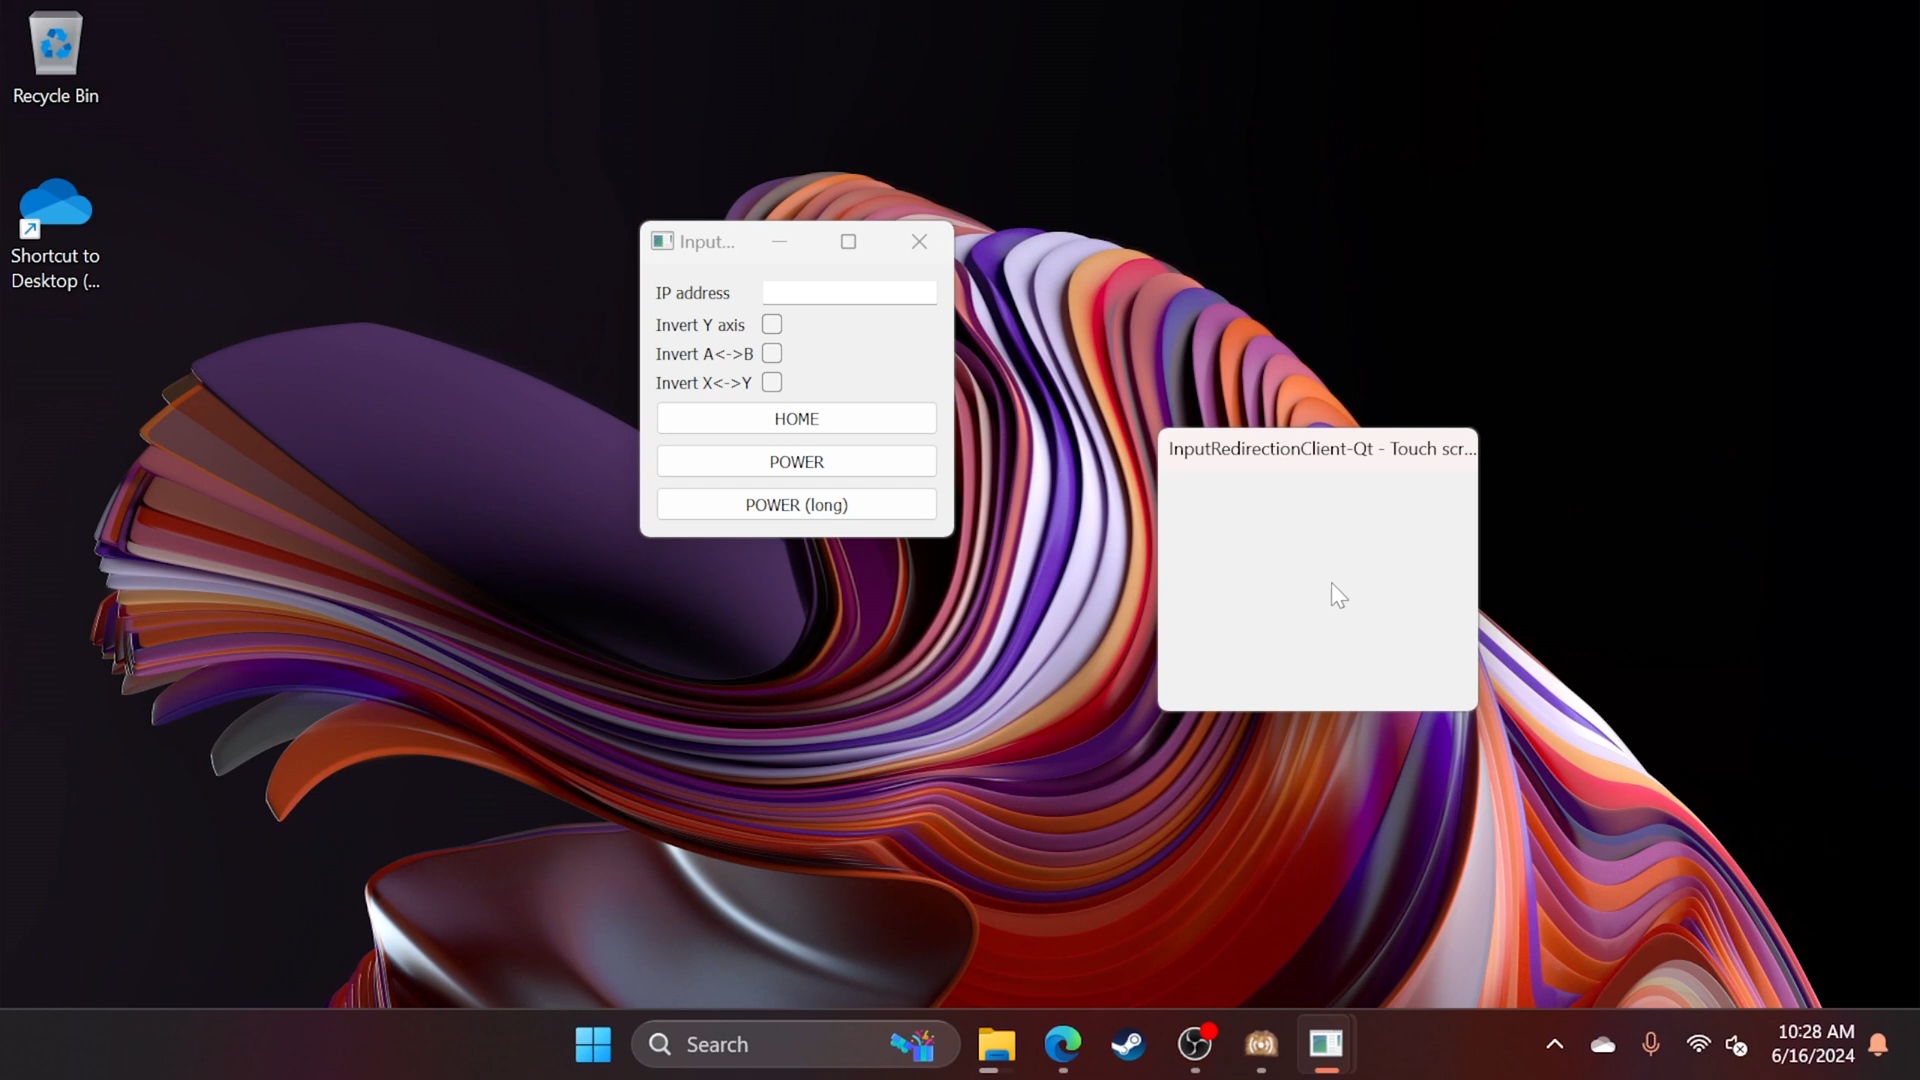 Recycle Bin
Shortcut to
Desktop (...
Input...
IP address
Invert Y axis
Invert A<->B
Invert X<->Y
HOME
POWER
POWER (long)
InputRedirectionClient-Qt - Touch scr...
Search
10:28 AM
6/16/2024